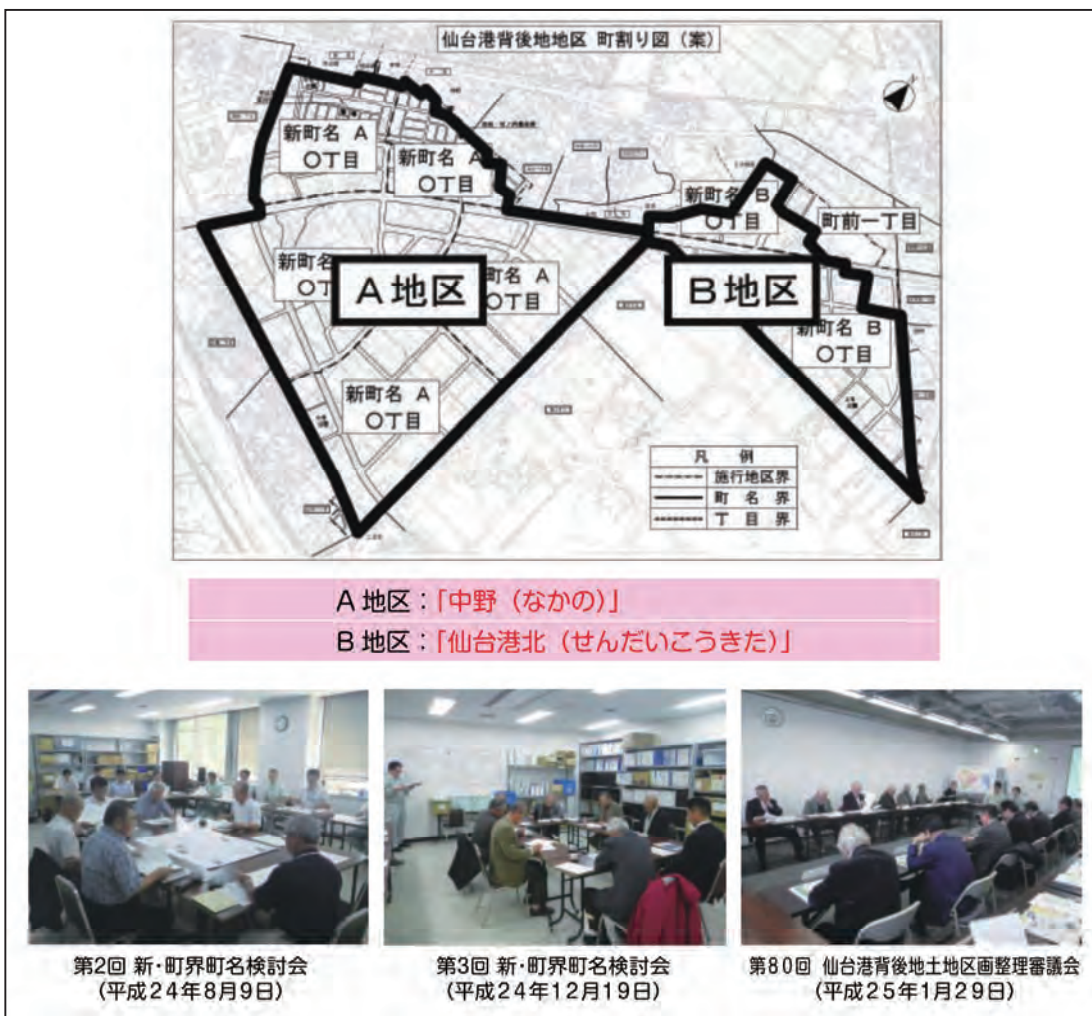 仙台港背後地地区 町割り図（案）
新町名 A
〇丁目
新町名 A
〇丁目
新町名 B
〇丁目
町前一丁目
新町名
〇丁
A地区
町名 A
〇丁目
B地区
新町名 B
〇丁目
新町名 A
〇丁目
凡 例
施行地区界
町 名 界
丁 目 界
A地区：「中野（なかの）」
B地区：「仙台港北（せんだいこうきた）」
第2回 新・町界町名検討会
（平成24年8月9日）
第3回 新・町界町名検討会
（平成24年12月19日）
第80回 仙台港背後地土地区画整理審議会
（平成25年1月29日）